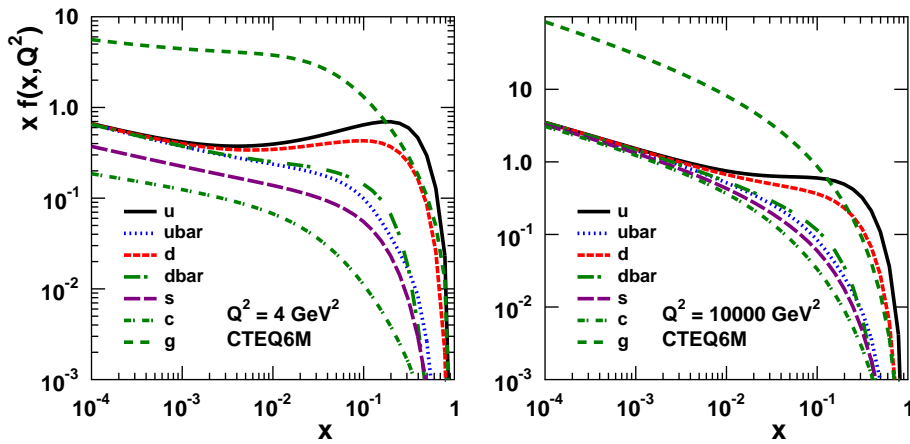 x f(x,Q²)
10
1.0
10⁻¹
10⁻²
10⁻³
u
ubar
d
dbar
s
c
g
Q² = 4 GeV²
CTEQ6M
10⁻⁴ 10⁻³ 10⁻² 10⁻¹ 1
x
10
1.0
10⁻¹
10⁻²
10⁻³
u
ubar
d
dbar
s
c
g
Q² = 10000 GeV²
CTEQ6M
10⁻⁴ 10⁻³ 10⁻² 10⁻¹ 1
x